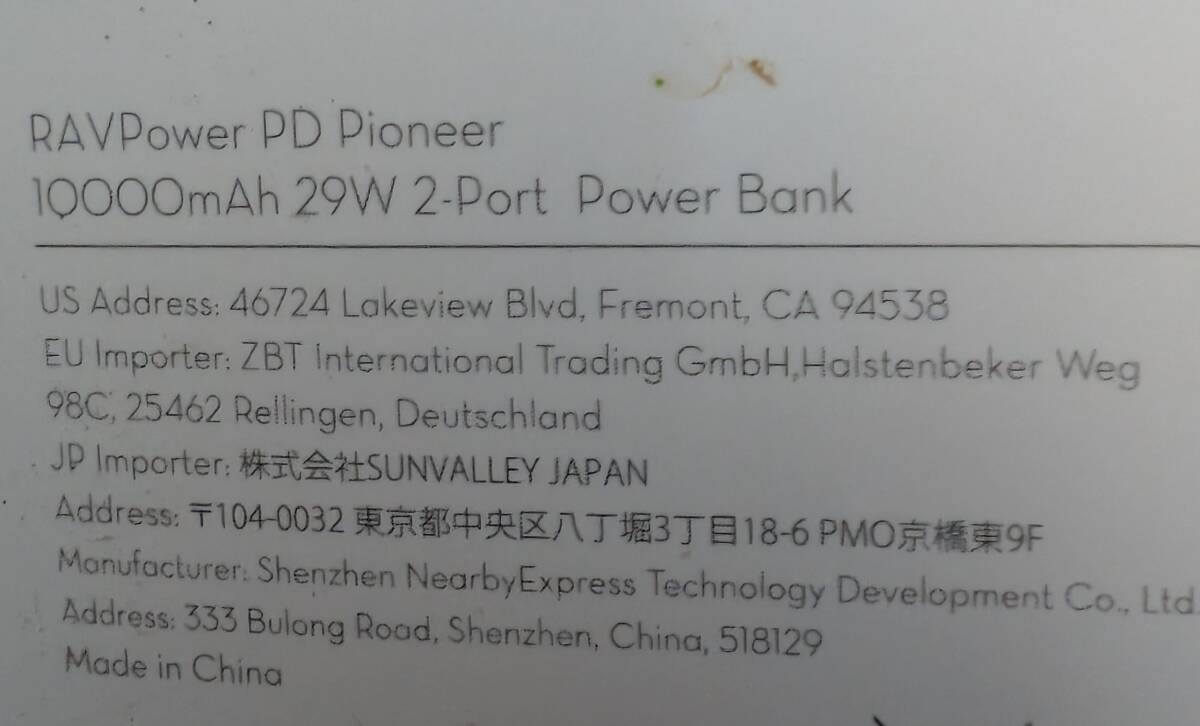 RAVPower PD Pioneer
10000mAh 29W 2-Port Power Bank
US Address: 46724 Lakeview Blvd, Fremont, CA 94538
EU Importer: ZBT International Trading GmbH,Halstenbeker Weg
98C, 25462 Rellingen, Deutschland
JP Importer: 株式会社SUNVALLEY JAPAN
Address: 〒104-0032 東京都中央区八丁堀3丁目18-6 PMO京橋東9F
Manufacturer: Shenzhen NearbyExpress Technology Development Co., Ltd
Address: 333 Bulong Road, Shenzhen, China, 518129
Made in China